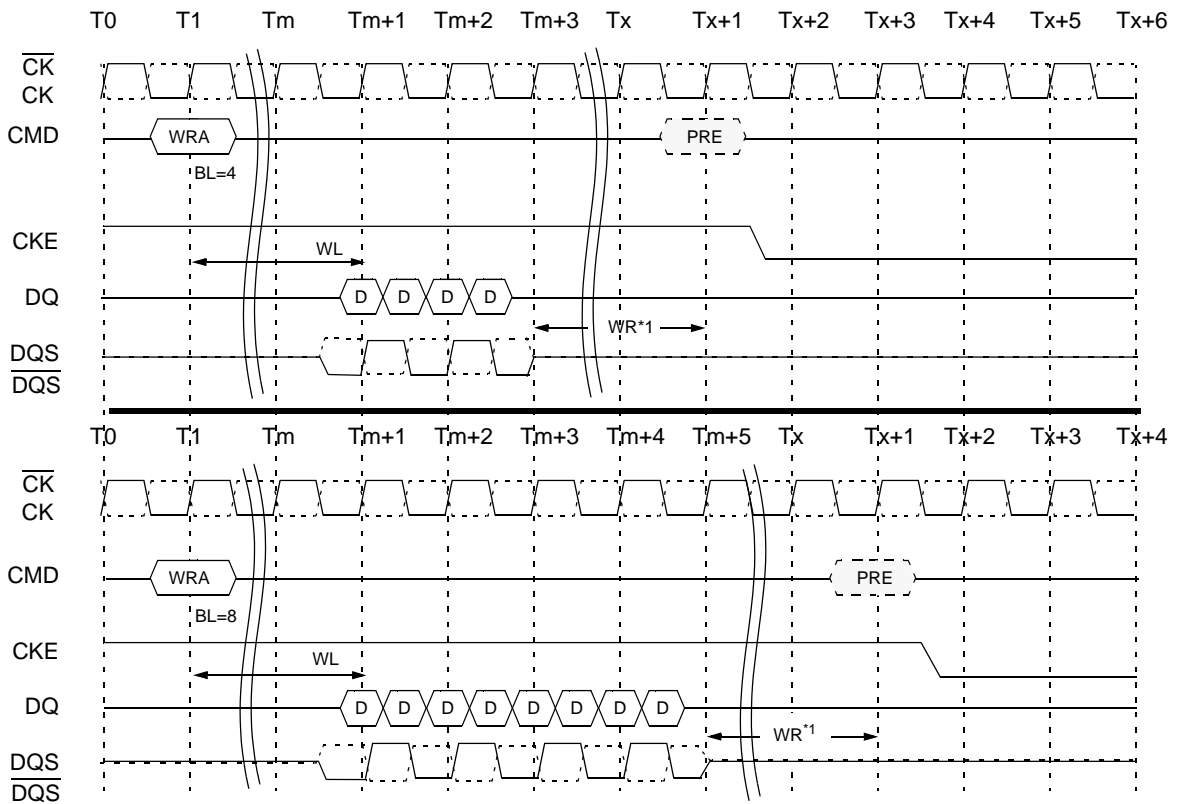 T0 T1 Tm Tm+1 Tm+2 Tm+3 Tx Tx+1 Tx+2 Tx+3 Tx+4 Tx+5 Tx+6
CK
CK
CMD WRA PRE
BL=4
CKE
WL
DQ D D D D
WR*1
DQS
DQS
T0 T1 Tm Tm+1 Tm+2 Tm+3 Tm+4 Tm+5 Tx Tx+1 Tx+2 Tx+3 Tx+4
CK
CK
CMD WRA PRE
BL=8
CKE
WL
DQ D D D D D D D D
WR*1
DQS
DQS